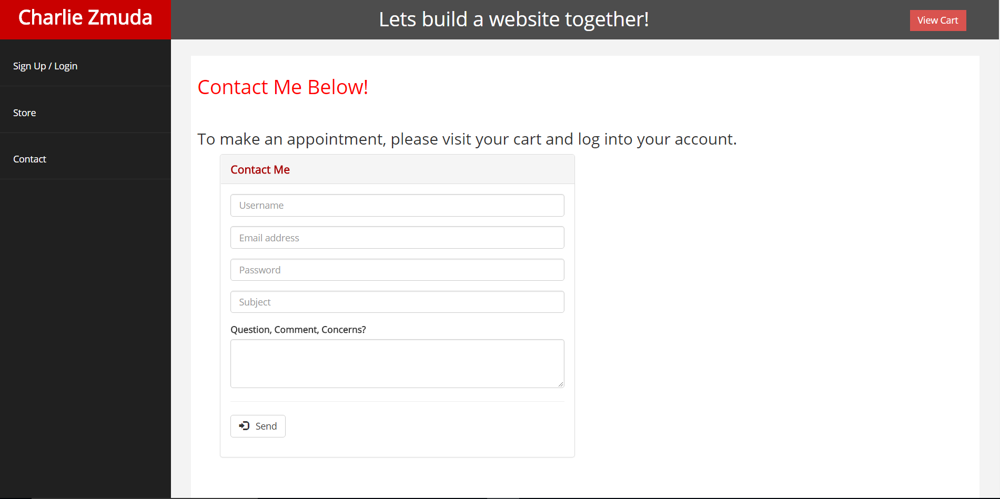 Charlie Zmuda
Lets build a website together!
View Cart
Sign Up / Login
Store
Contact
Contact Me Below!
To make an appointment, please visit your cart and log into your account.
Contact Me
Username
Email address
Password
Subject
Question, Comment, Concerns?
Send